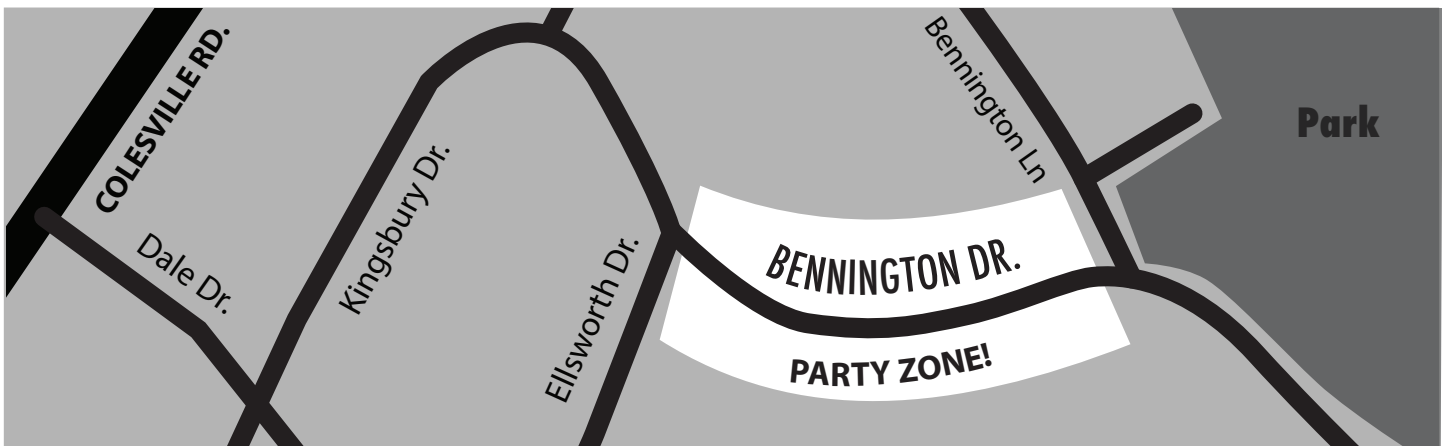 COLESVILLE RD.
Dale Dr.
Kingsbury Dr.
Ellsworth Dr.
Bennington Ln
Park
BENNINGTON DR.
PARTY ZONE!